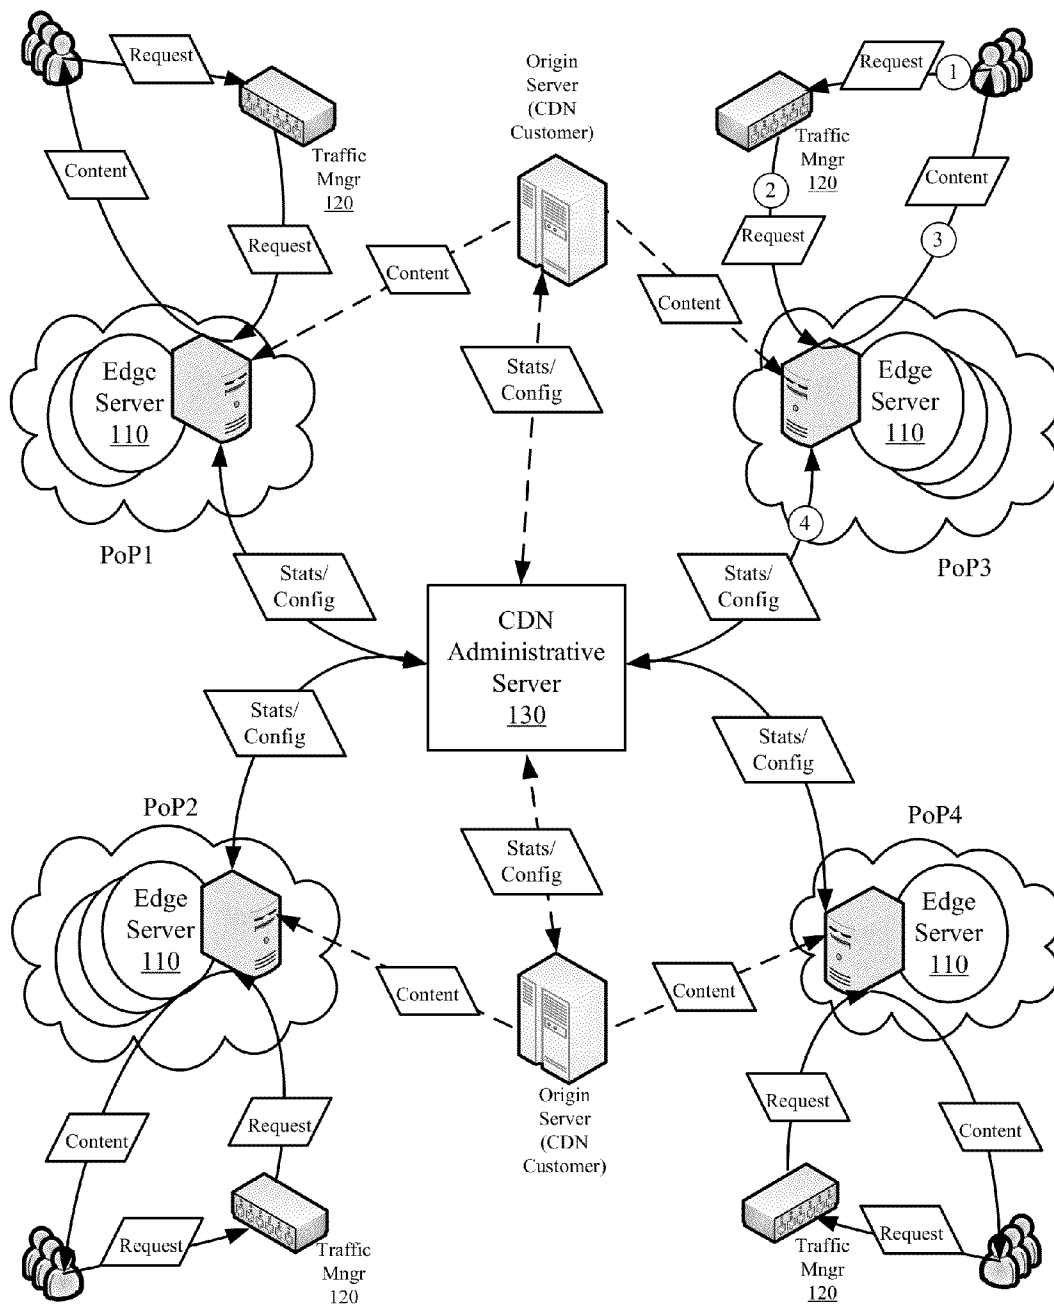 Request
Traffic
Mngr
120
Content
Request
Origin
Server
(CDN
Customer)
Content
Content
Request
1
Traffic
Mngr
120
2
Request
Content
3
Stats/
Config
Edge
Server
110
PoP1
Edge
Server
110
PoP3
4
Stats/
Config
Stats/
Config
CDN
Administrative
Server
130
Stats/
Config
Stats/
Config
PoP2
Edge
Server
110
Stats/
Config
PoP4
Edge
Server
110
Content
Content
Origin
Server
(CDN
Customer)
Content
Request
Request
Traffic
Mngr
120
Request
Content
Request
Traffic
Mngr
120